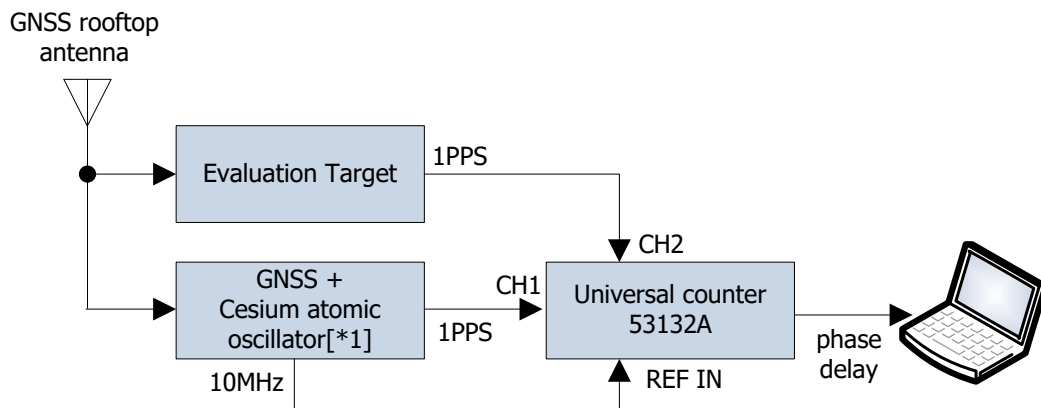 GNSS rooftop
antenna
Evaluation Target
1PPS
CH2
GNSS +
Cesium atomic
oscillator[*1]
CH1
1PPS
Universal counter
53132A
phase
delay
10MHz
REF IN